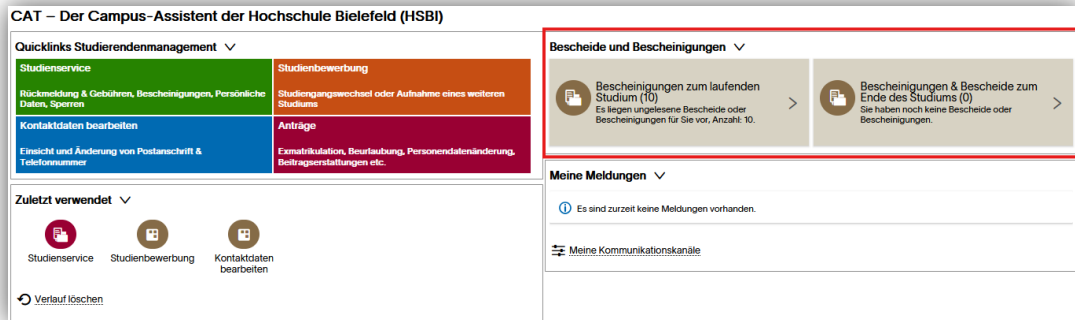 CAT – Der Campus-Assistent der Hochschule Bielefeld (HSBI)
Quicklinks Studierendenmanagement
Studienservice
Rückmeldung & Gebühren, Bescheinigungen, Persönliche
Daten, Sperren
Studienbewerbung
Studiengangswechsel oder Aufnahme eines weiteren
Studiums
Kontaktdaten bearbeiten
Einsicht und Änderung von Postanschrift &
Telefonnummer
Anträge
Exmatrikulation, Beurlaubung, Personendatenänderung,
Beitragserstattungen etc.
Zuletzt verwendet
Studienservice
Studienbewerbung
Kontaktdaten
bearbeiten
Verlauf löschen
Bescheide und Bescheinigungen
Bescheinigungen zum laufenden
Studium (10)
Es liegen ungelesene Bescheide oder
Bescheinigungen für Sie vor, Anzahl: 10.
Bescheinigungen & Bescheide zum
Ende des Studiums (0)
Sie haben noch keine Bescheide oder
Bescheinigungen.
Meine Meldungen
Es sind zurzeit keine Meldungen vorhanden.
Meine Kommunikationskanäle